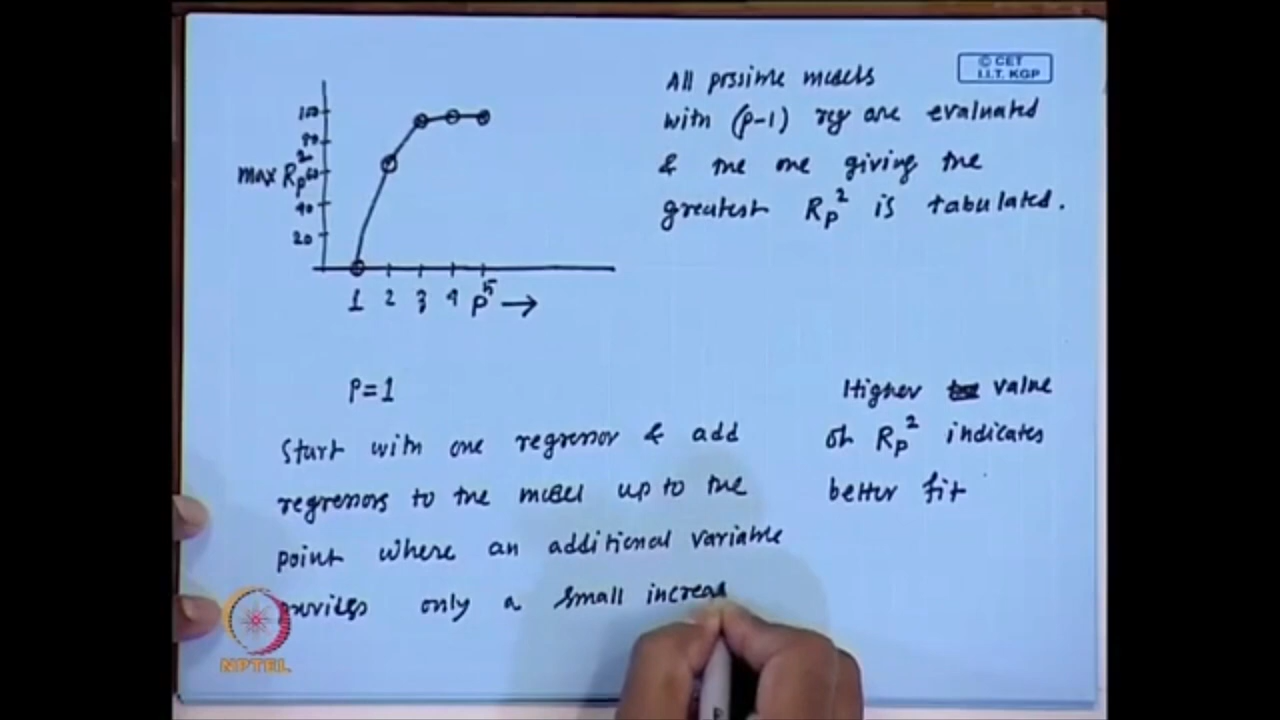 © CET
I.I.T. KGP
100
80
max Rp²
60
40
20
1 2 3 4 5
P →
All possible models
with (p-1) reg are evaluated
& the one giving the
greatest Rp² is tabulated.
P=1
Start with one regressor & add
regressors to the model up to the
point where an additional variable
provides only a small increas
Higher value
of Rp² indicates
better fit
NPTEL